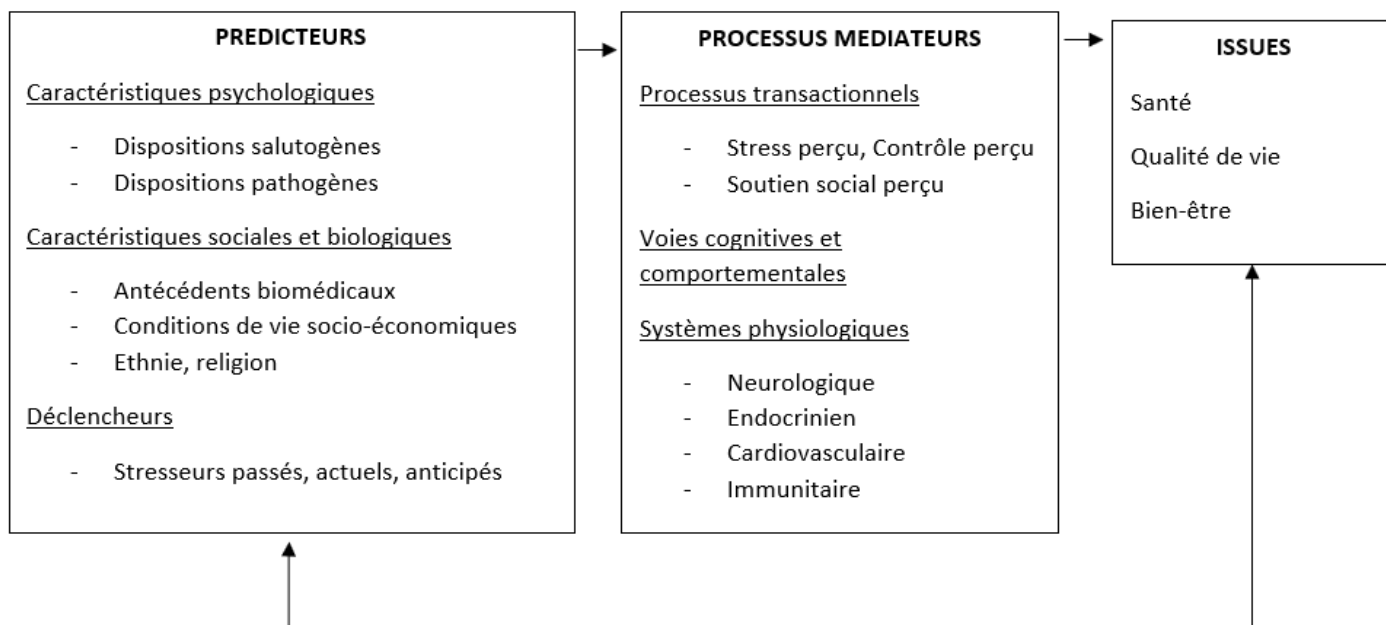 PREDICTEURS
Caractéristiques psychologiques
- Dispositions salutogènes
- Dispositions pathogènes
Caractéristiques sociales et biologiques
- Antécédents biomédicaux
- Conditions de vie socio-économiques
- Ethnie, religion
Déclencheurs
- Stresseurs passés, actuels, anticipés
PROCESSUS MEDIATEURS
Processus transactionnels
- Stress perçu, Contrôle perçu
- Soutien social perçu
Voies cognitives et
comportementales
Systèmes physiologiques
- Neurologique
- Endocrinien
- Cardiovasculaire
- Immunitaire
ISSUES
Santé
Qualité de vie
Bien-être